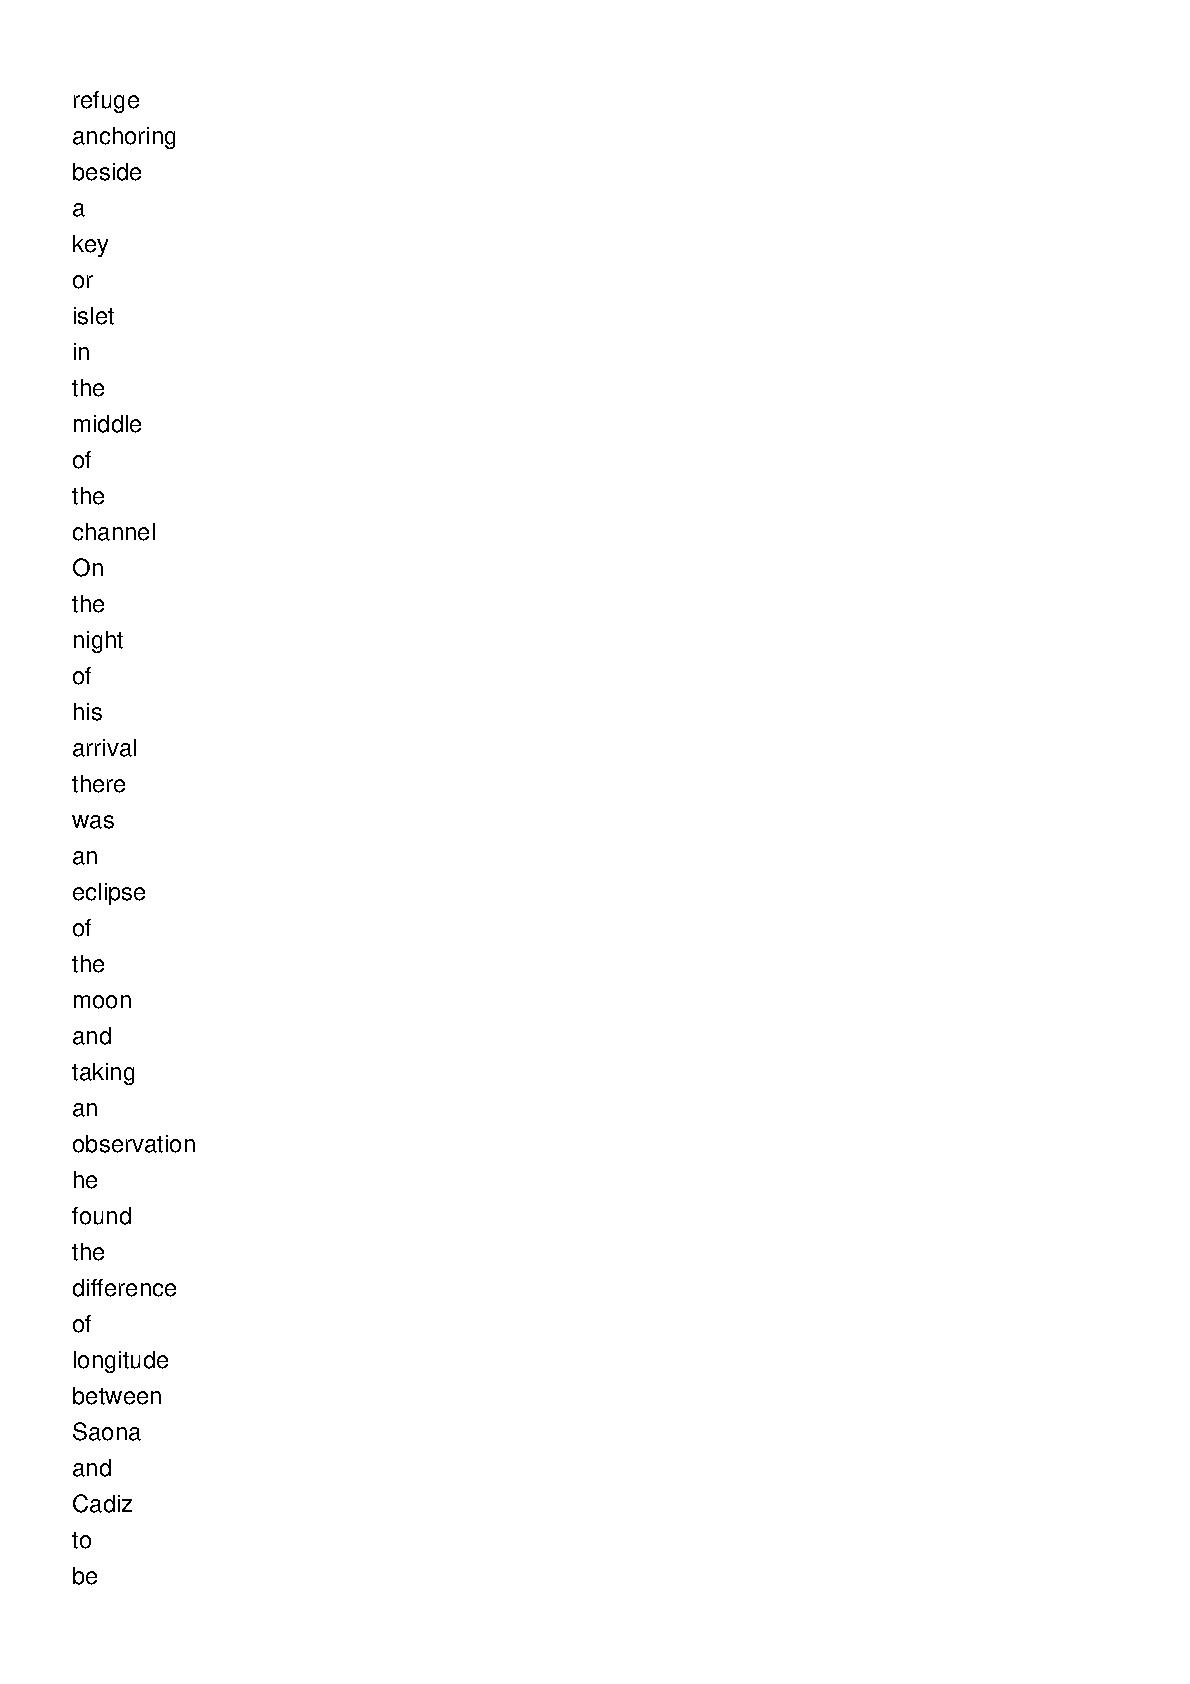 refuge
anchoring
beside
a
key
or
islet
in
the
middle
of
the
channel
On
the
night
of
his
arrival
there
was
an
eclipse
of
the
moon
and
taking
an
observation
he
found
the
difference
of
longitude
between
Saona
and
Cadiz
to
be